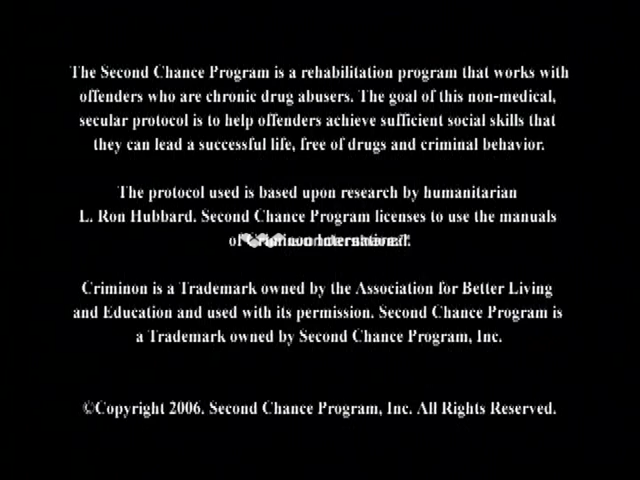 The Second Chance Program is a rehabilitation program that works with
offenders who are chronic drug abusers. The goal of this non-medical,
secular protocol is to help offenders achieve sufficient social skills that
they can lead a successful life, free of drugs and criminal behavior.
The protocol used is based upon research by humanitarian
L. Ron Hubbard. Second Chance Program licenses to use the manuals
of Criminon International.
Criminon is a Trademark owned by the Association for Better Living
and Education and used with its permission. Second Chance Program is
a Trademark owned by Second Chance Program, Inc.
©Copyright 2006. Second Chance Program, Inc. All Rights Reserved.